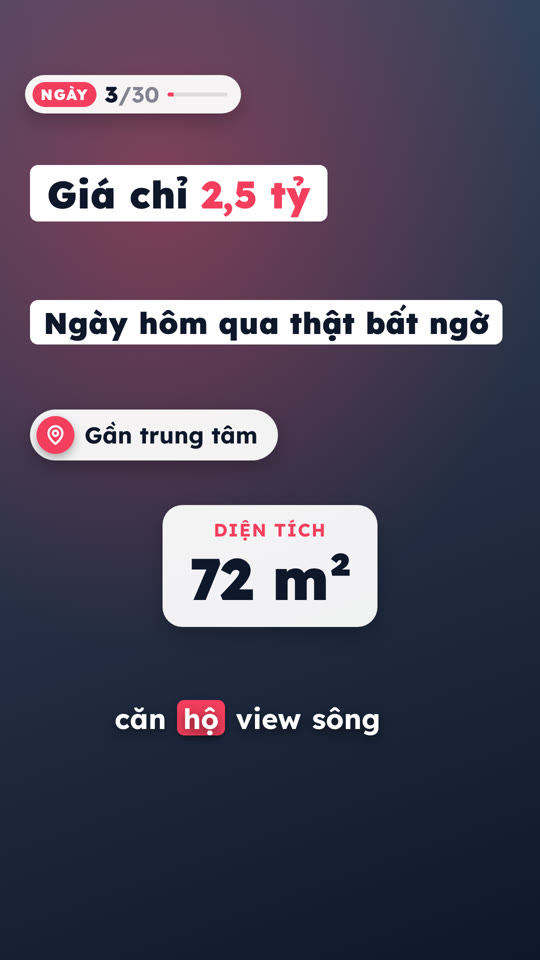 NGÀY 3/30
Giá chỉ 2,5 tỷ
Ngày hôm qua thật bất ngờ
Gần trung tâm
DIỆN TÍCH
72 m²
căn hộ view sông